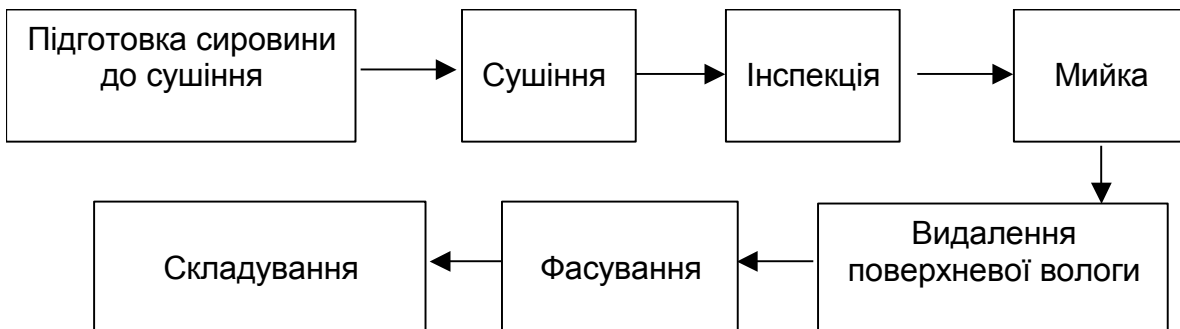 Підготовка сировини
до сушіння
Сушіння
Інспекція
Мийка
Видалення
поверхневої вологи
Фасування
Складування